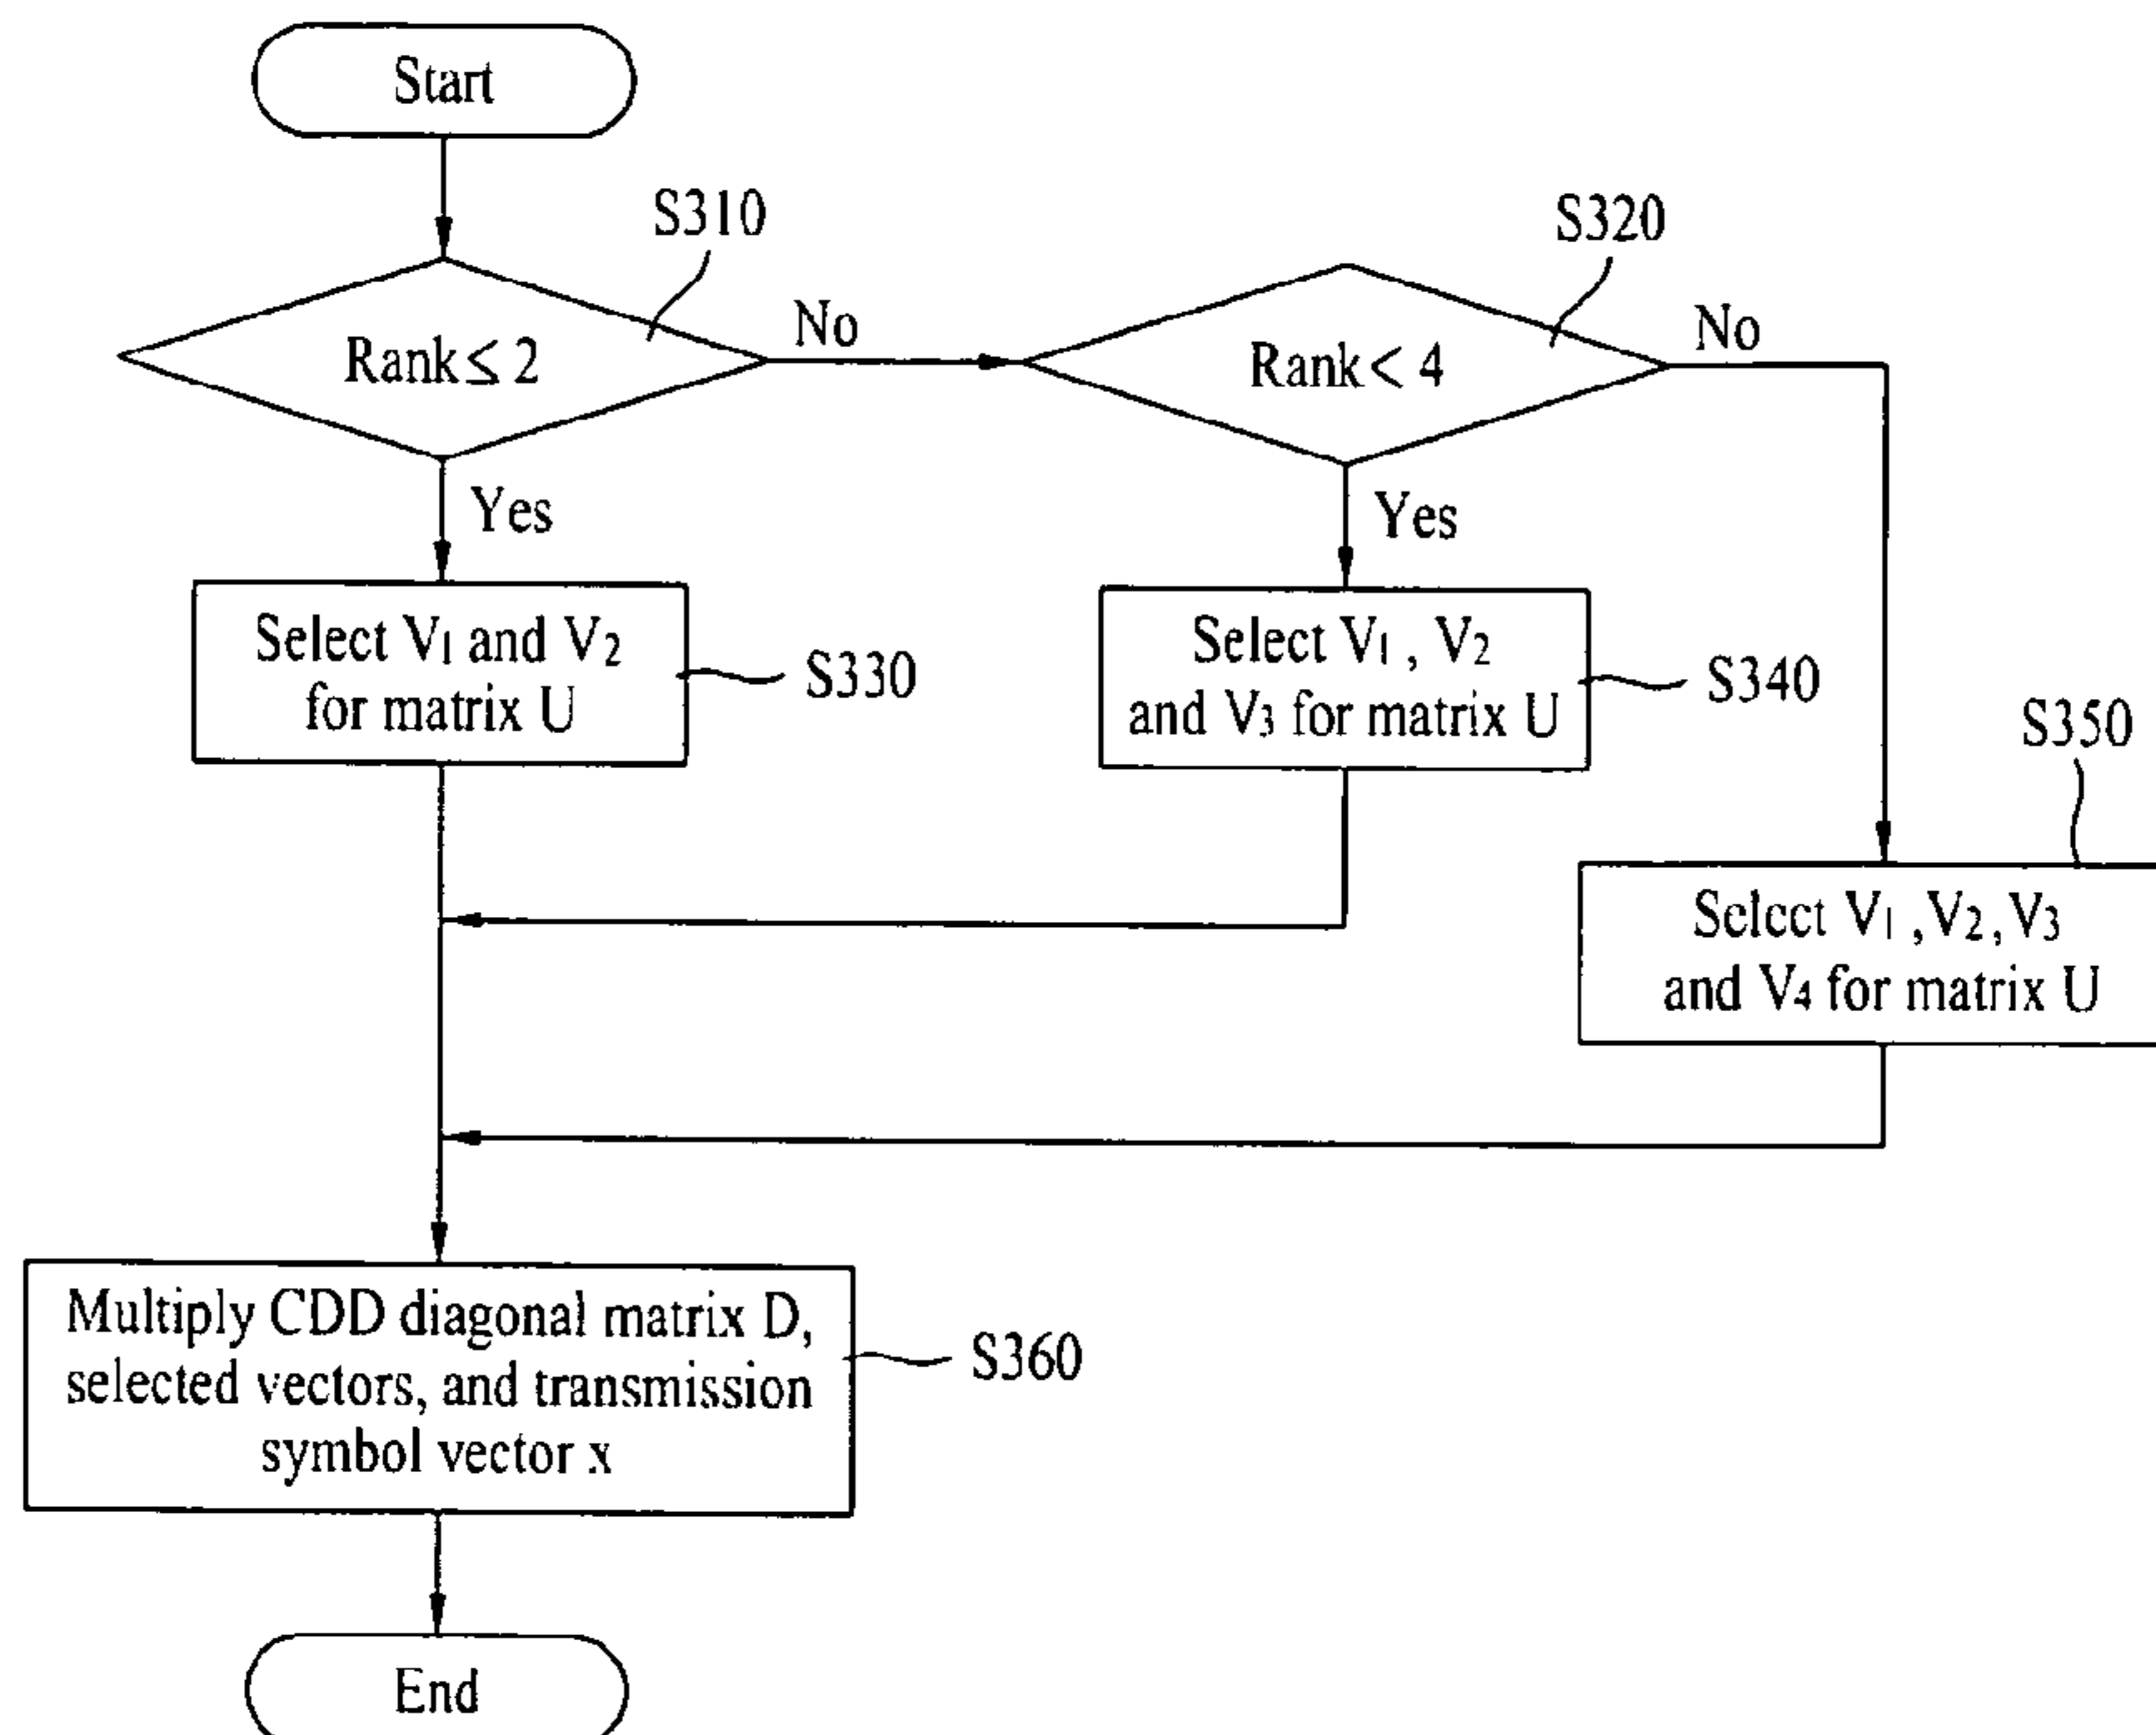 Start
S310
S320
Rank ≤ 2
No
Rank < 4
No
Yes
Yes
Select V1 and V2
for matrix U
S330
Select V1 , V2
and V3 for matrix U
S340
S350
Select V1 ,V2,V3
and V4 for matrix U
Multiply CDD diagonal matrix D,
selected vectors, and transmission
symbol vector x
S360
End